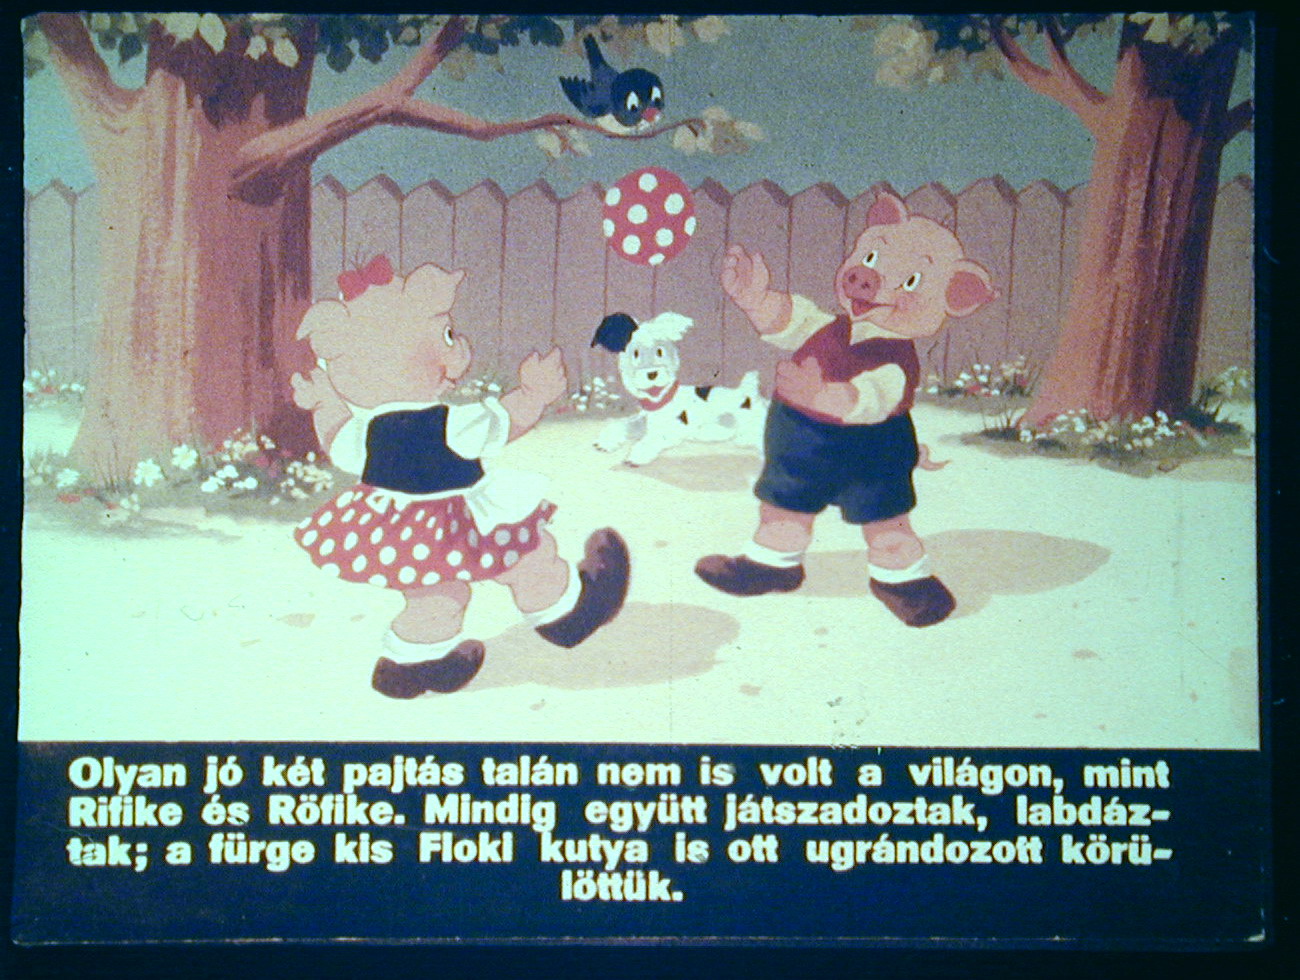 Olyan jó két pajtás talán nem is volt a világon, mint
Rifike és Röfike. Mindig együtt játszadoztak, labdáz-
tak; a fürge kis Floki kutya is ott ugrándozott körü-
löttük.